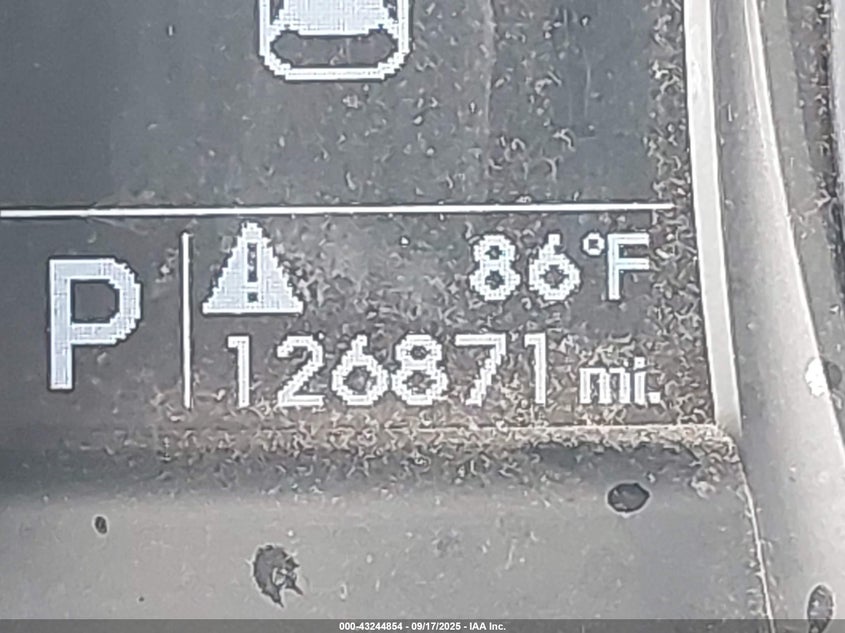 86°F
P
126871 mi.
000-43244854 - 09/17/2025 - IAA Inc.